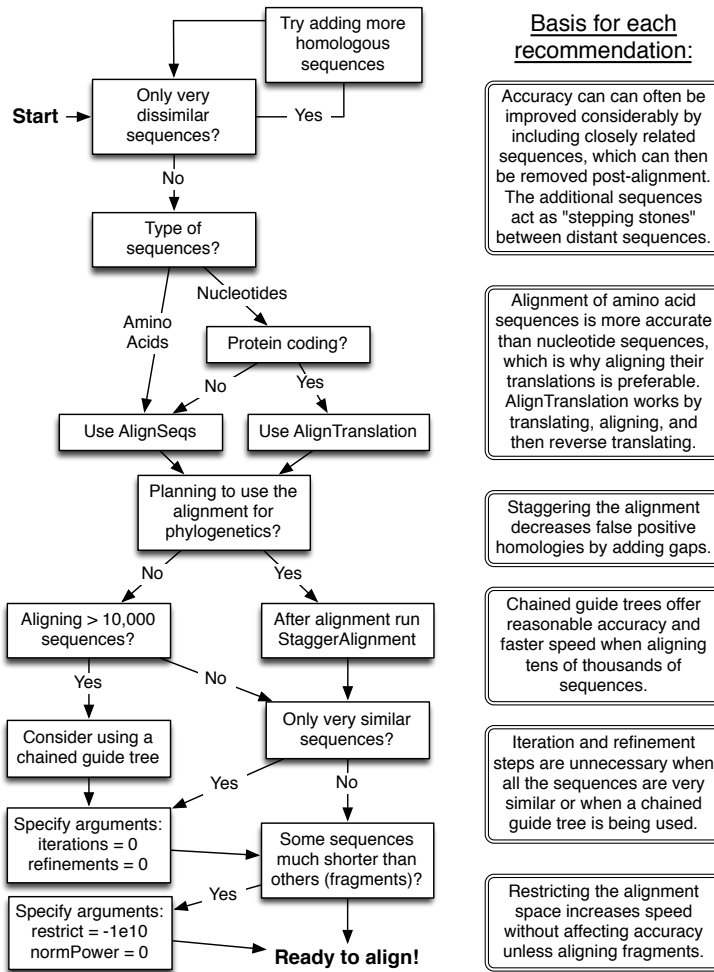 Try adding more
homologous
sequences
Start
Only very
dissimilar
sequences?
Yes
No
Type of
sequences?
Nucleotides
Amino
Acids
Protein coding?
No
Yes
Use AlignSeqs
Use AlignTranslation
Planning to use the
alignment for
phylogenetics?
No
Yes
Aligning > 10,000
sequences?
After alignment run
StaggerAlignment
Yes
No
Consider using a
chained guide tree
Only very similar
sequences?
Yes
No
Specify arguments:
iterations = 0
refinements = 0
Some sequences
much shorter than
others (fragments)?
Yes
Specify arguments:
restrict = -1e10
normPower = 0
Ready to align!
Basis for each
recommendation:
Accuracy can can often be
improved considerably by
including closely related
sequences, which can then
be removed post-alignment.
The additional sequences
act as "stepping stones"
between distant sequences.
Alignment of amino acid
sequences is more accurate
than nucleotide sequences,
which is why aligning their
translations is preferable.
AlignTranslation works by
translating, aligning, and
then reverse translating.
Staggering the alignment
decreases false positive
homologies by adding gaps.
Chained guide trees offer
reasonable accuracy and
faster speed when aligning
tens of thousands of
sequences.
Iteration and refinement
steps are unnecessary when
all the sequences are very
similar or when a chained
guide tree is being used.
Restricting the alignment
space increases speed
without affecting accuracy
unless aligning fragments.